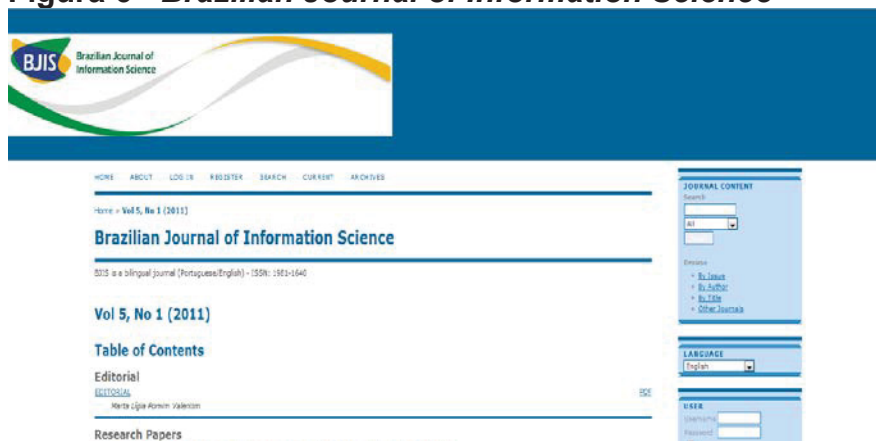 Figura 6 - Brazilian Journal of Information Science
BJIS
Brazilian Journal of
Information Science
HOME ABOUT LOG IN REGISTER SEARCH CURRENT ARCHIVES
Home > Vol 5, No 1 (2011)
Brazilian Journal of Information Science
BJIS is a bilingual journal (Portuguese/English) - ISSN: 1981-1640
Vol 5, No 1 (2011)
Table of Contents
Editorial
EDITORIAL PDF
Marta Lígia Pomim Valentim
Research Papers
JOURNAL CONTENT
Search
All
Browse
By Issue
By Author
By Title
Other Journals
LANGUAGE
English
USER
Username
Password